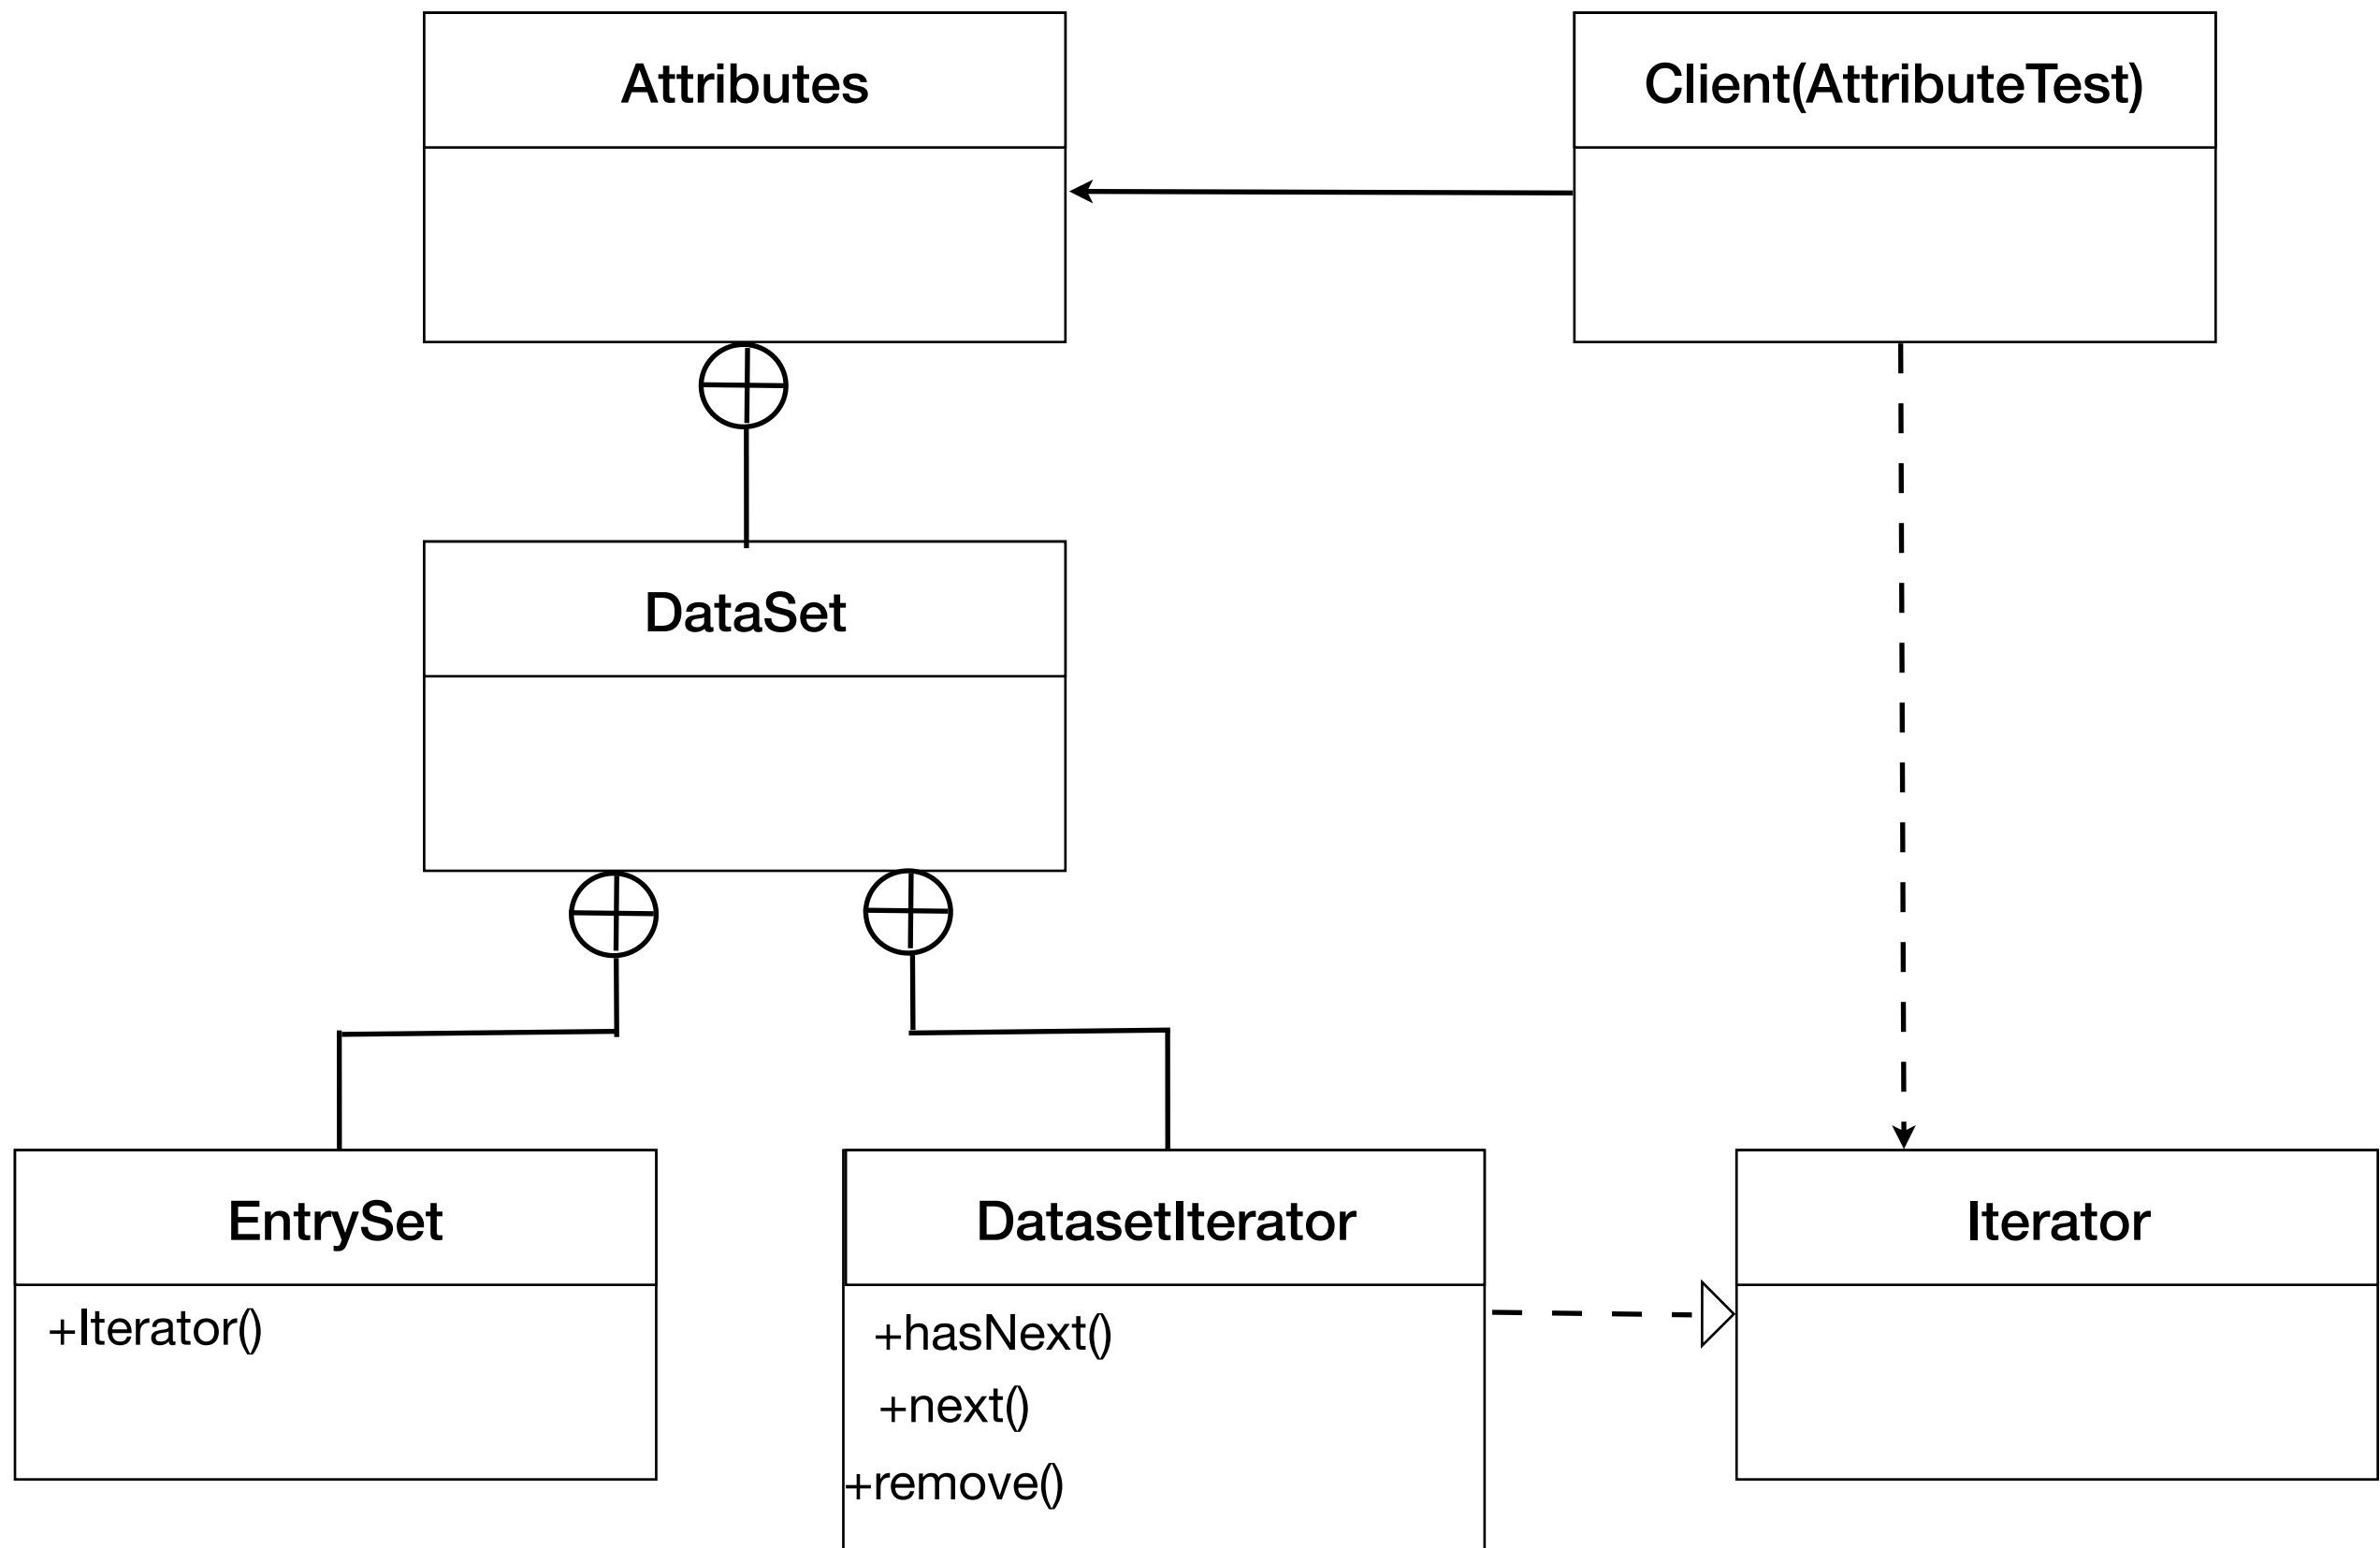 Attributes
Client(AttributeTest)
DataSet
EntrySet
+Iterator()
DatasetIterator
+hasNext()
+next()
+remove()
Iterator